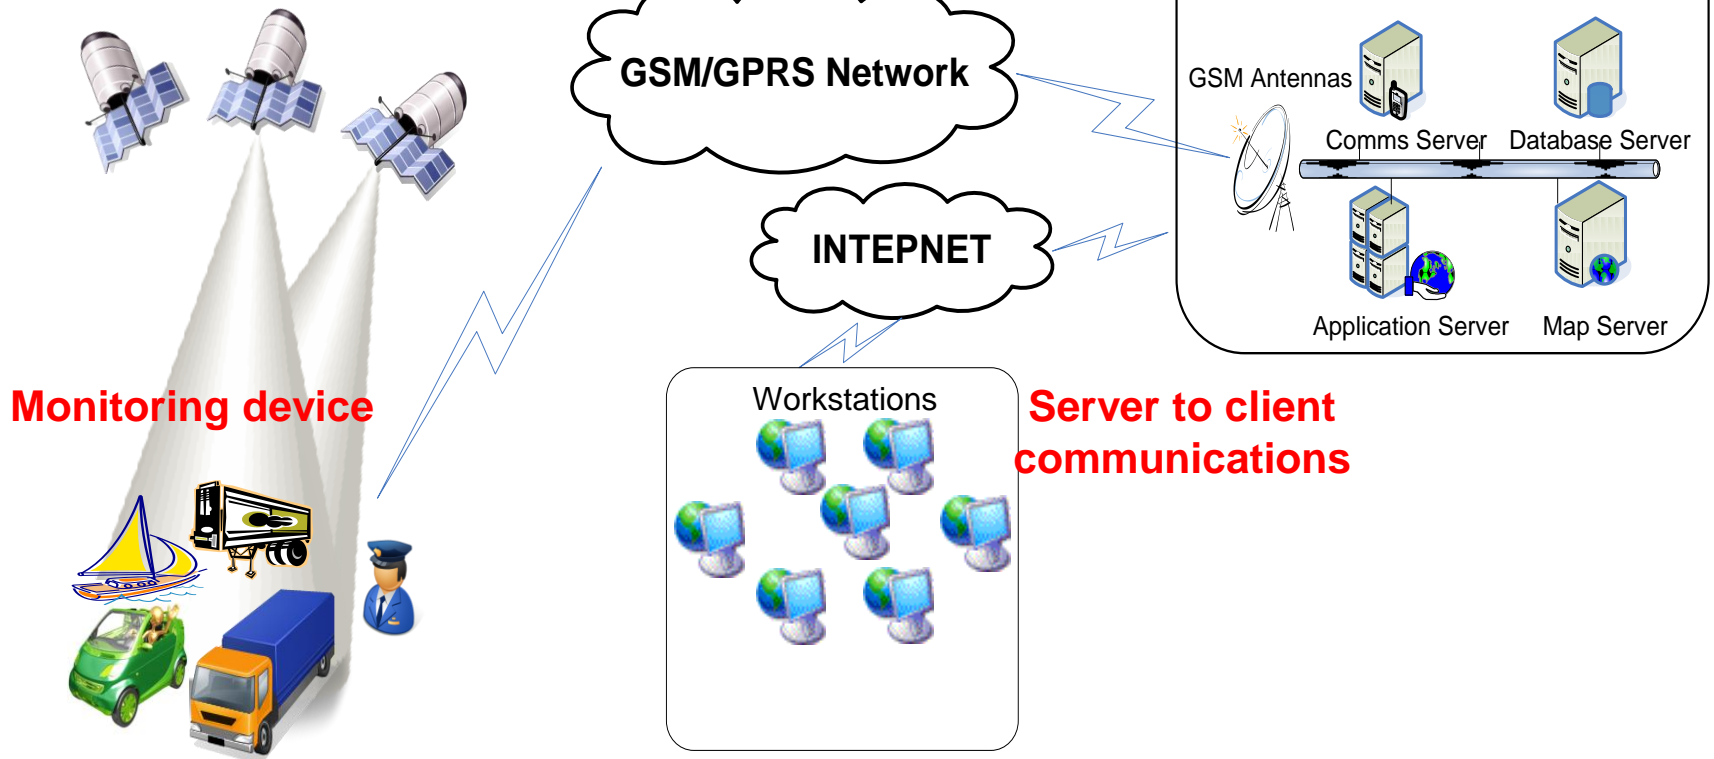 GSM/GPRS Network
GSM Antennas
Comms Server
Database Server
INTEPNET
Application Server
Map Server
Monitoring device
Workstations
Server to client
communications